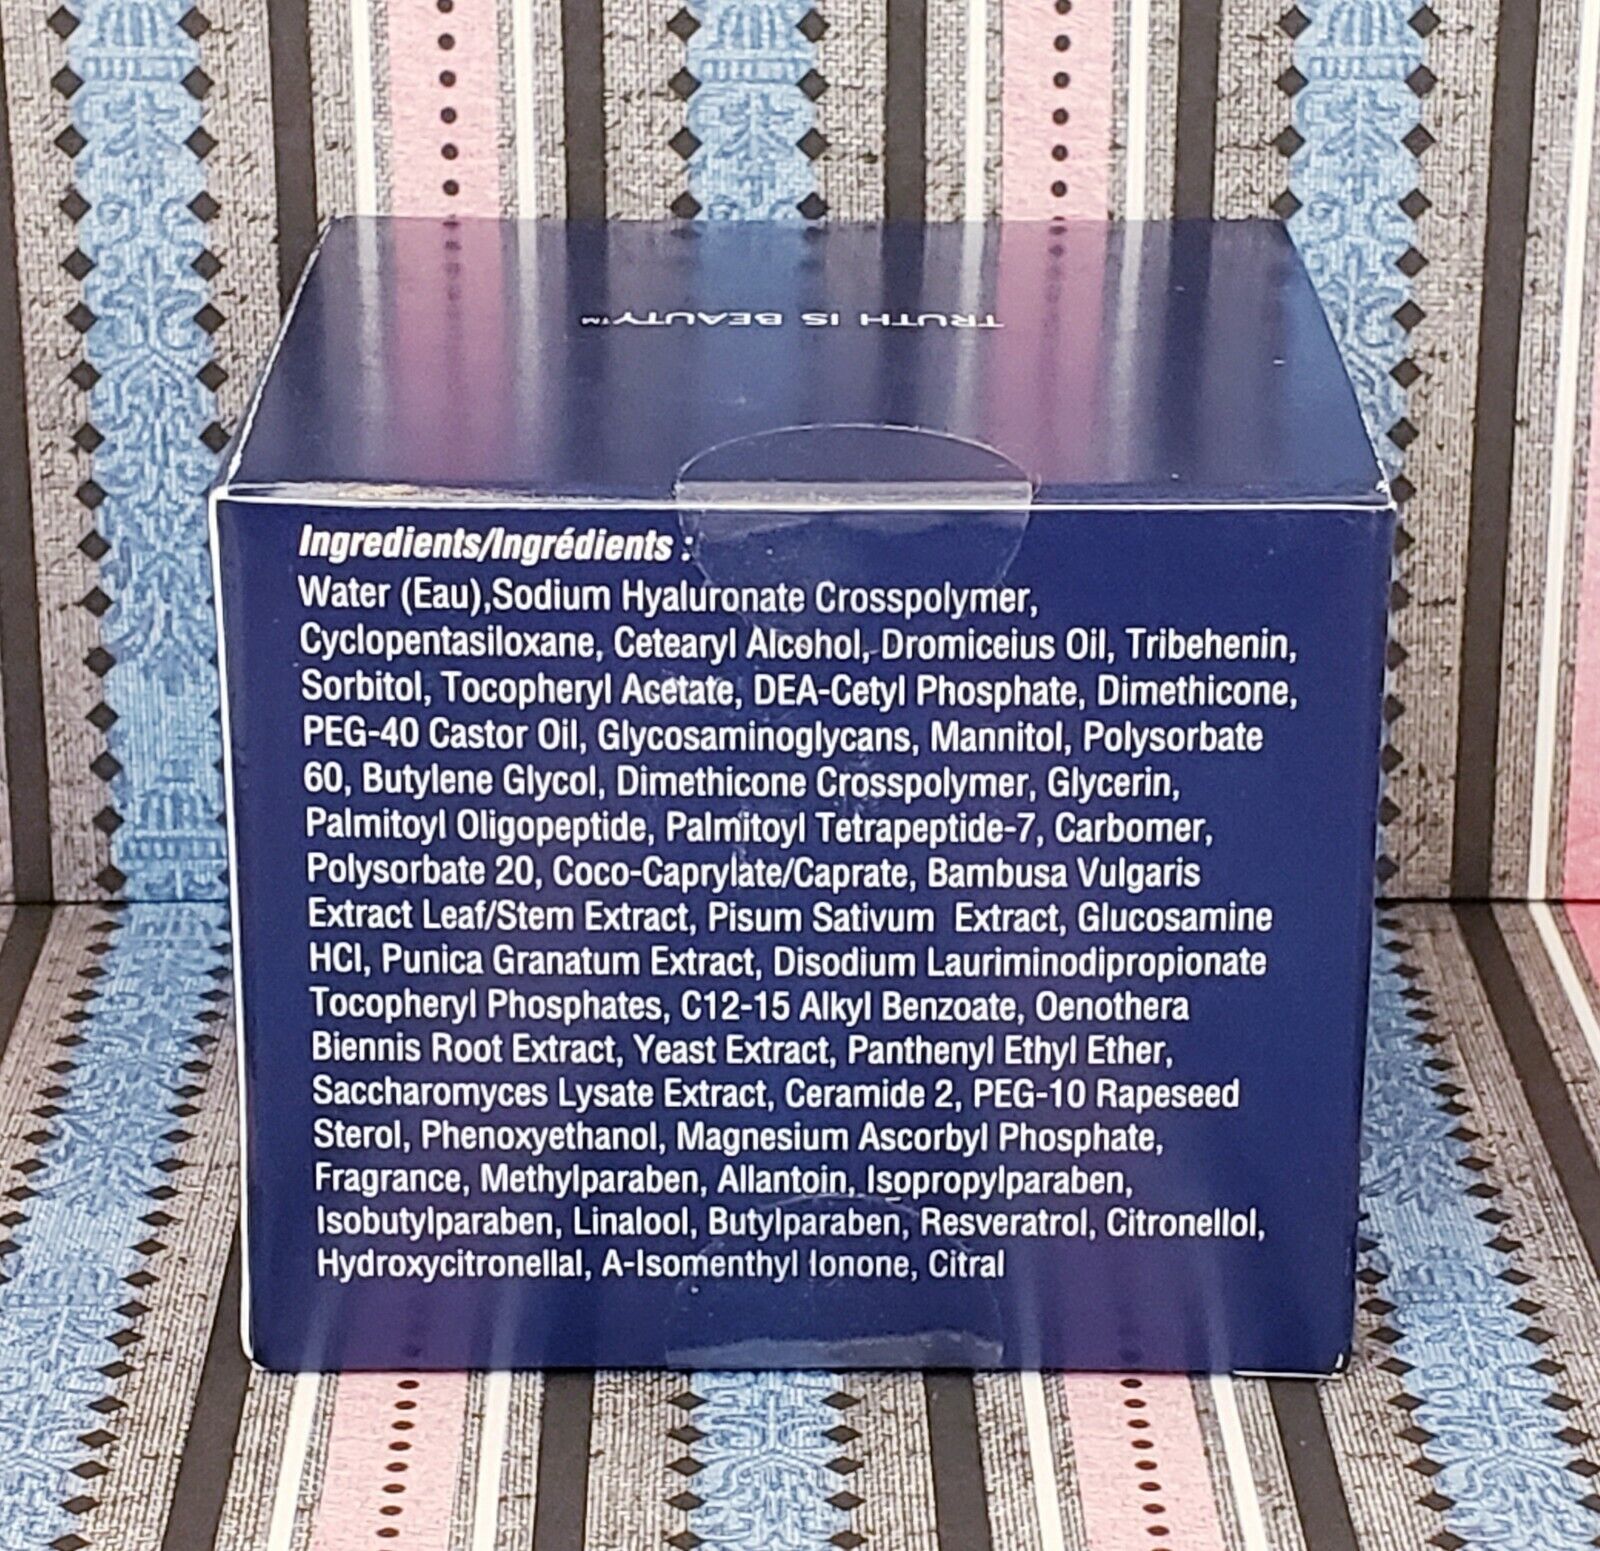 TRUTH IS BEAUTY™
Ingredients/Ingrédients :
Water (Eau),Sodium Hyaluronate Crosspolymer,
Cyclopentasiloxane, Cetearyl Alcohol, Dromiceius Oil, Tribehenin,
Sorbitol, Tocopheryl Acetate, DEA-Cetyl Phosphate, Dimethicone,
PEG-40 Castor Oil, Glycosaminoglycans, Mannitol, Polysorbate
60, Butylene Glycol, Dimethicone Crosspolymer, Glycerin,
Palmitoyl Oligopeptide, Palmitoyl Tetrapeptide-7, Carbomer,
Polysorbate 20, Coco-Caprylate/Caprate, Bambusa Vulgaris
Extract Leaf/Stem Extract, Pisum Sativum  Extract, Glucosamine
HCl, Punica Granatum Extract, Disodium Lauriminodipropionate
Tocopheryl Phosphates, C12-15 Alkyl Benzoate, Oenothera
Biennis Root Extract, Yeast Extract, Panthenyl Ethyl Ether,
Saccharomyces Lysate Extract, Ceramide 2, PEG-10 Rapeseed
Sterol, Phenoxyethanol, Magnesium Ascorbyl Phosphate,
Fragrance, Methylparaben, Allantoin, Isopropylparaben,
Isobutylparaben, Linalool, Butylparaben, Resveratrol, Citronellol,
Hydroxycitronellal, A-Isomenthyl Ionone, Citral